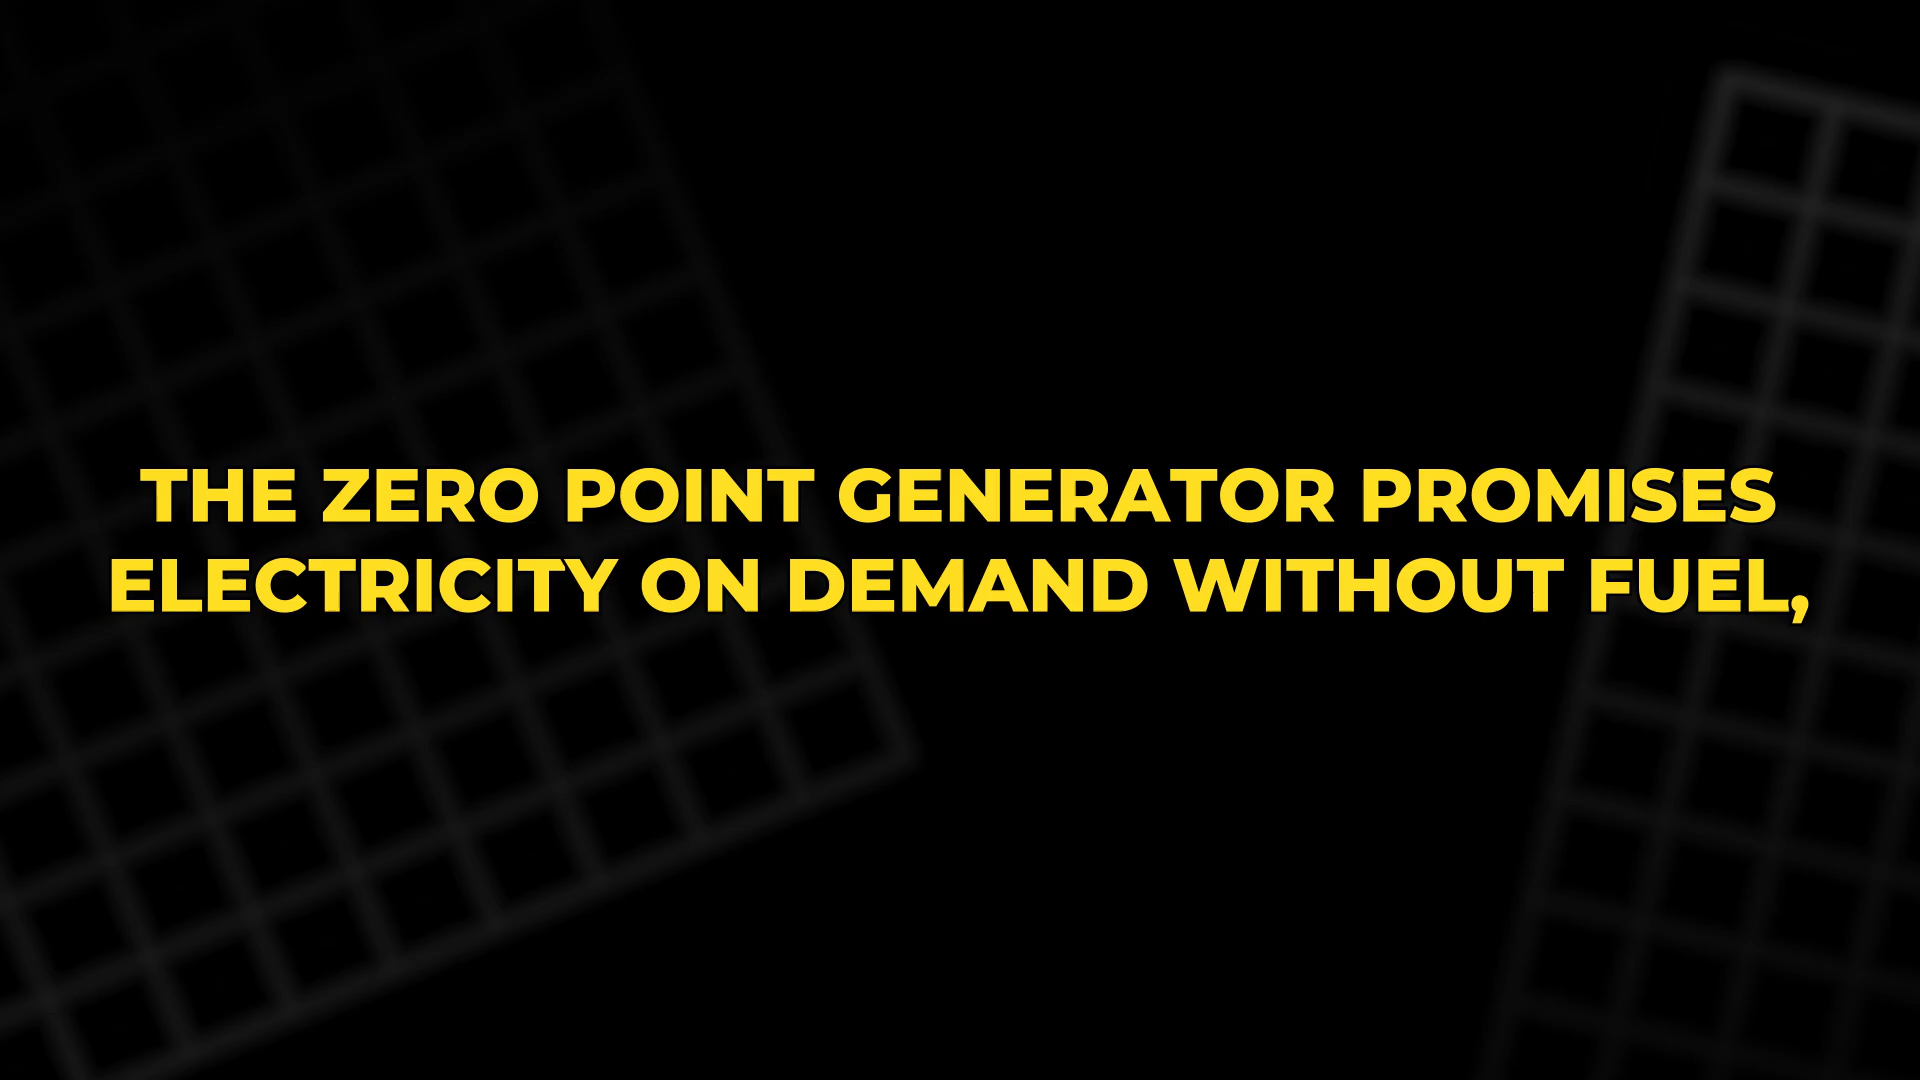 THE ZERO POINT GENERATOR PROMISES
ELECTRICITY ON DEMAND WITHOUT FUEL,